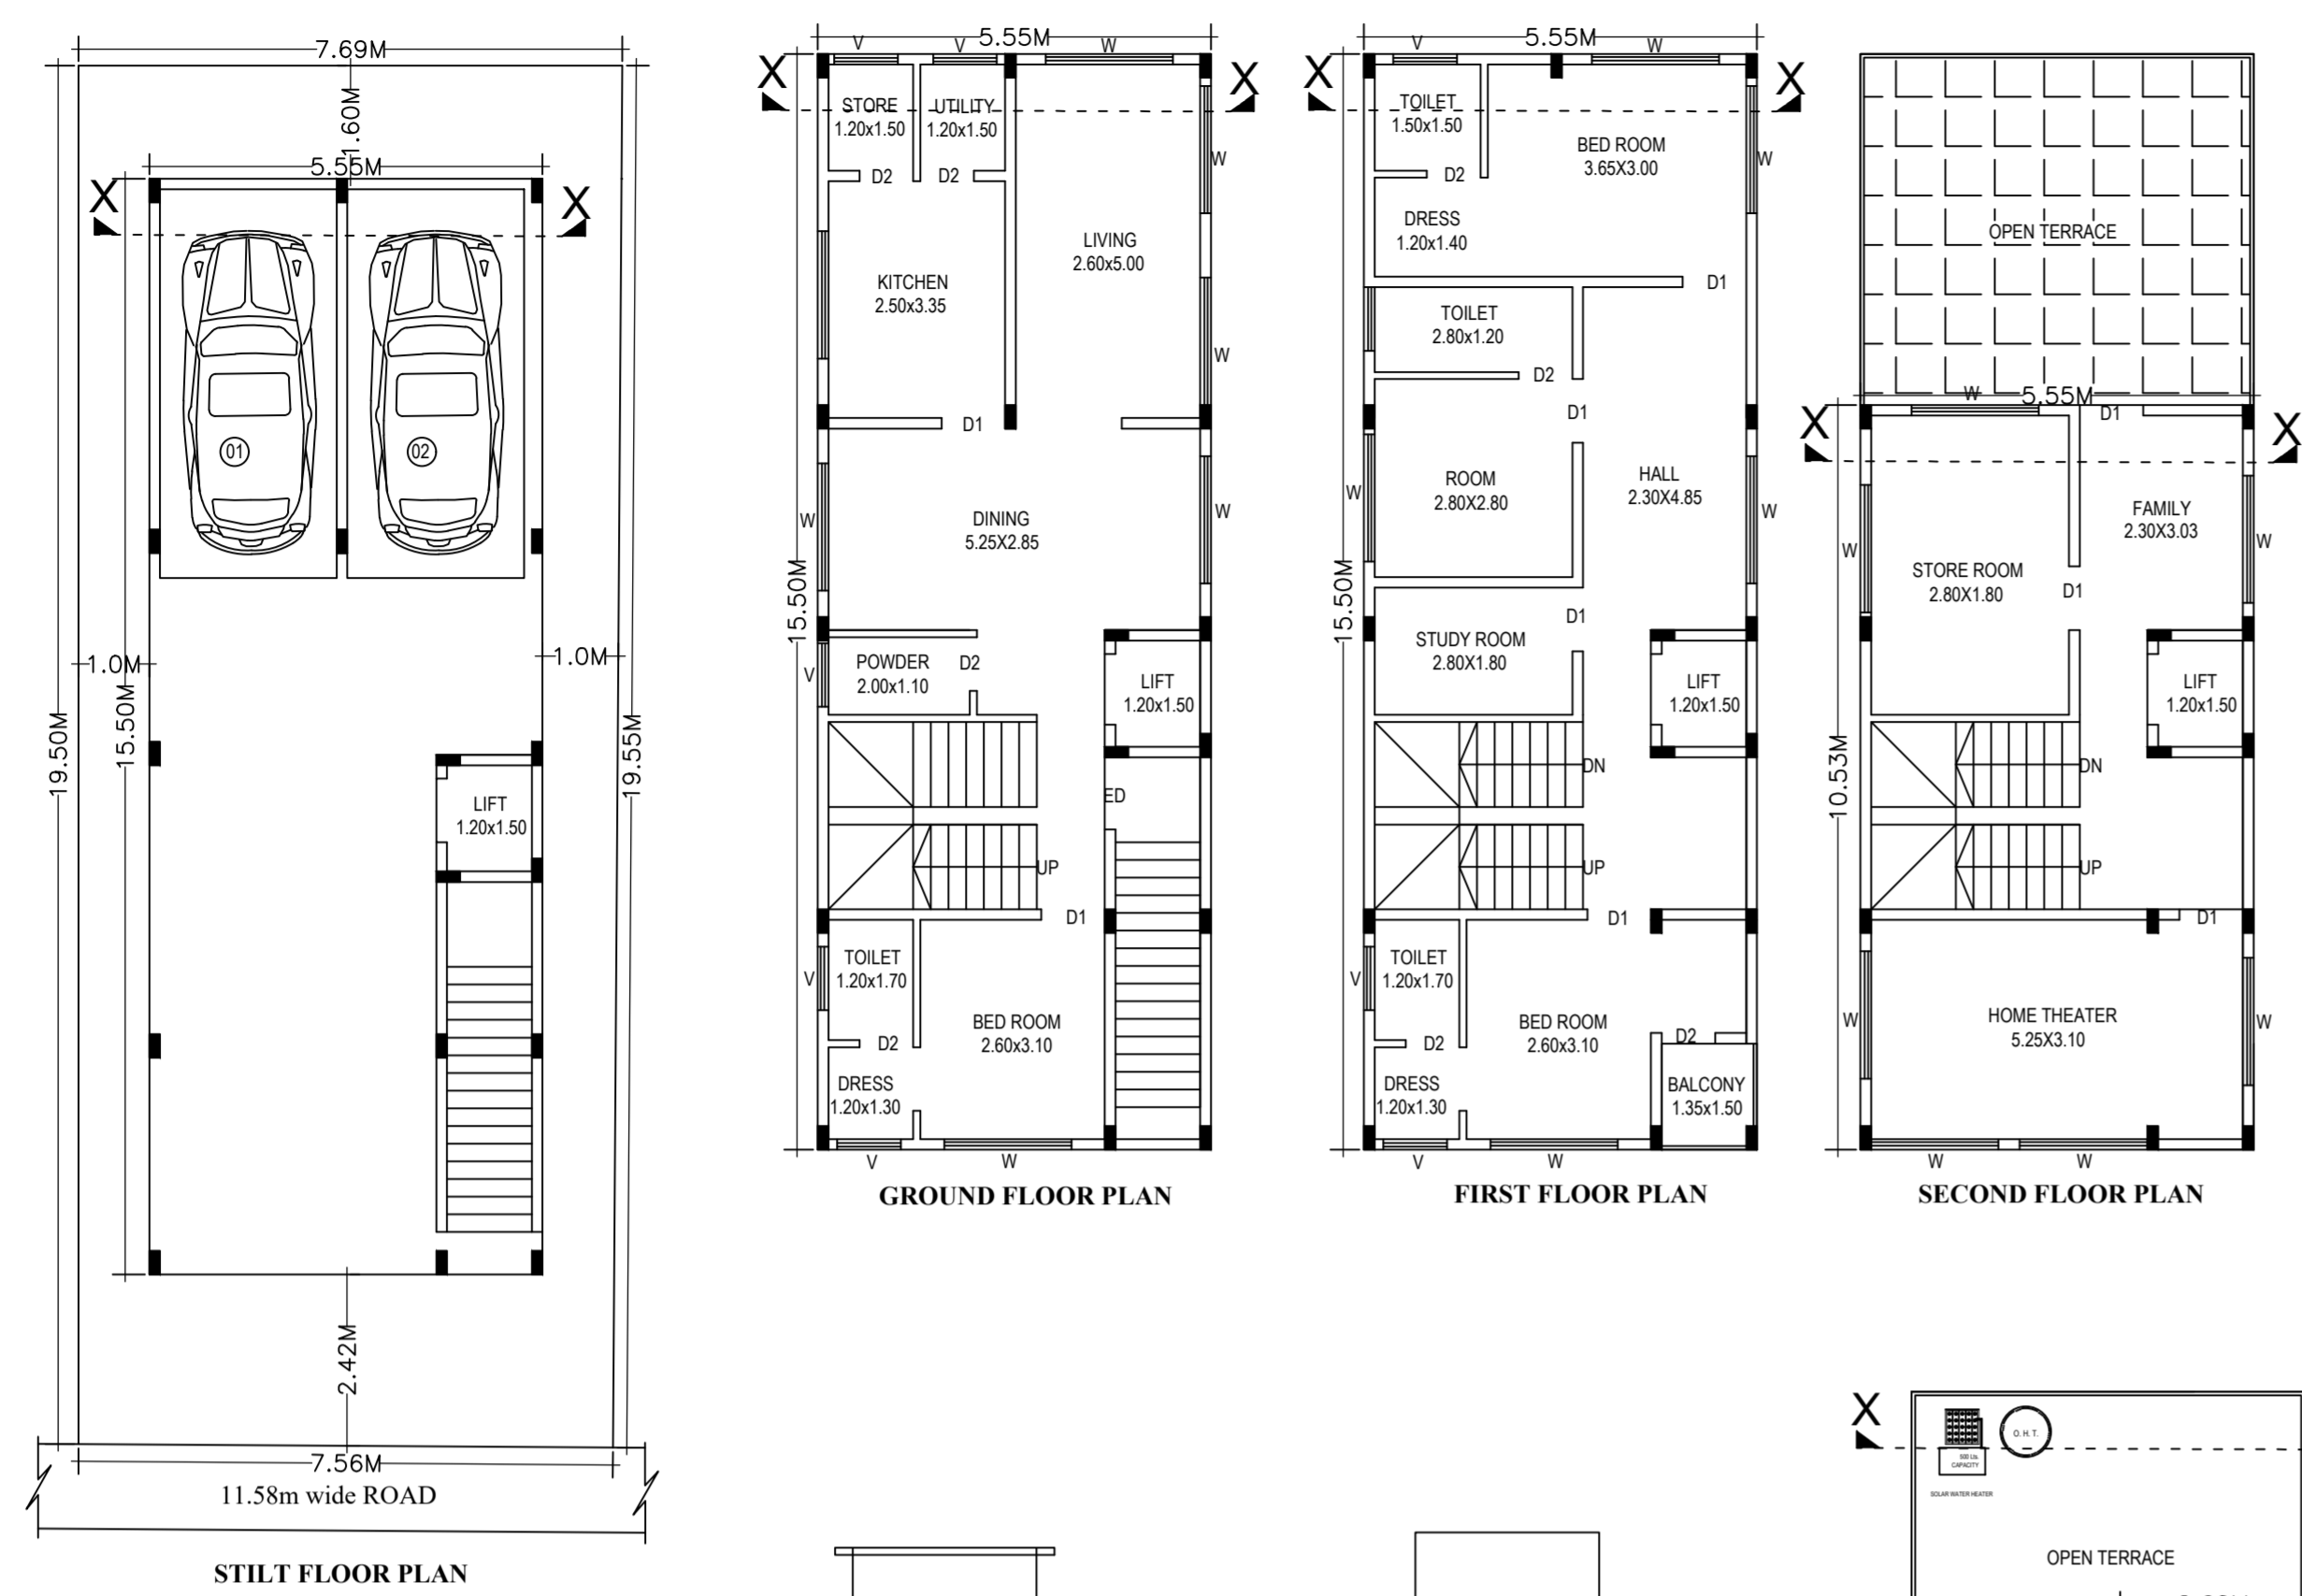 7.69M
1.60M
5.55M
X
X
01
02
1.0M
1.0M
19.50M
15.50M
19.55M
LIFT
1.20x1.50
2.42M
7.56M
11.58m wide ROAD
STILT FLOOR PLAN
5.55M
V
V
W
X
X
STORE
1.20x1.50
UTILITY
1.20x1.50
W
D2
D2
LIVING
2.60x5.00
KITCHEN
2.50x3.35
W
D1
DINING
5.25X2.85
W
W
15.50M
POWDER
2.00x1.10
D2
V
LIFT
1.20x1.50
ED
UP
D1
TOILET
1.20x1.70
V
BED ROOM
2.60x3.10
D2
DRESS
1.20x1.30
V
W
GROUND FLOOR PLAN
5.55M
V
W
X
X
TOILET
1.50x1.50
BED ROOM
3.65X3.00
W
D2
DRESS
1.20x1.40
D1
TOILET
2.80x1.20
D2
D1
ROOM
2.80X2.80
HALL
2.30X4.85
W
W
15.50M
D1
STUDY ROOM
2.80X1.80
LIFT
1.20x1.50
DN
UP
D1
TOILET
1.20x1.70
V
BED ROOM
2.60x3.10
D2
D2
DRESS
1.20x1.30
BALCONY
1.35x1.50
V
W
FIRST FLOOR PLAN
OPEN TERRACE
W
5.55M
D1
X
X
FAMILY
2.30X3.03
W
W
STORE ROOM
2.80X1.80
D1
LIFT
1.20x1.50
10.53M
DN
UP
D1
HOME THEATER
5.25X3.10
W
W
W
W
SECOND FLOOR PLAN
X
O. H. T.
500 Lts.
CAPACITY
SOLAR WATER HEATER
OPEN TERRACE